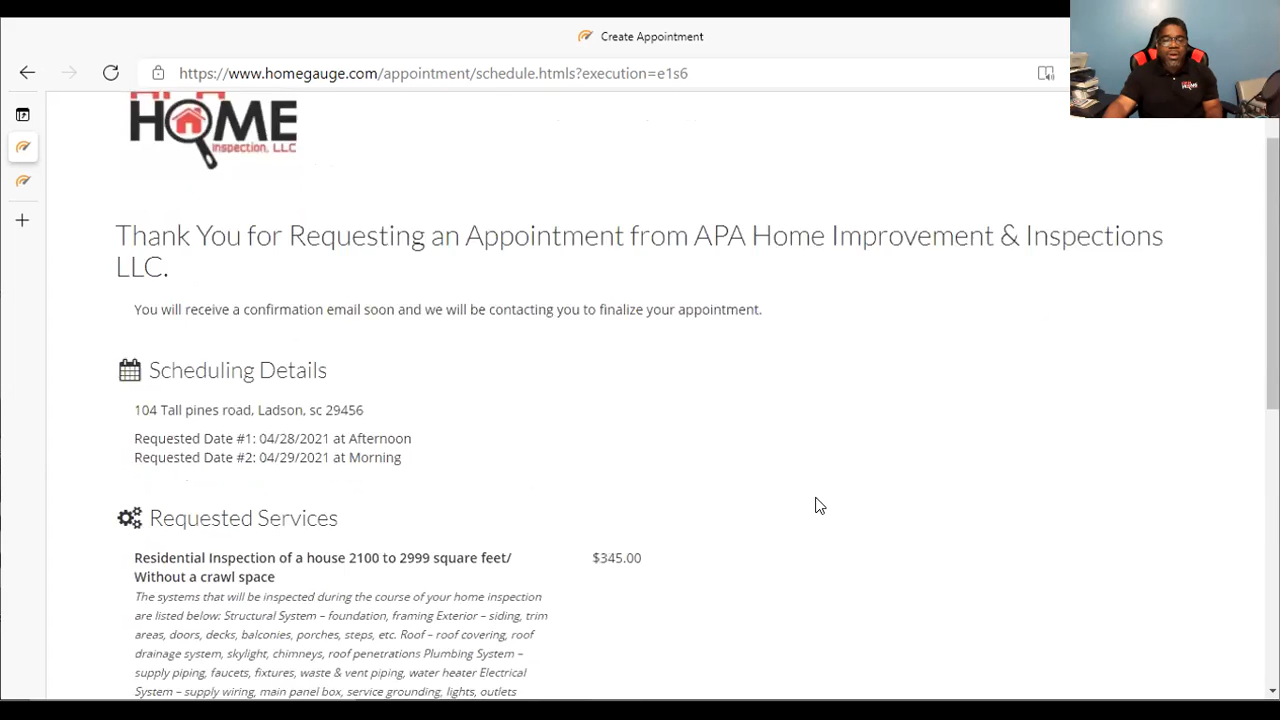 Create Appointment
https://www.homegauge.com/appointment/schedule.htmls?execution=e1s6
APA
HOME
Inspection, LLC
Thank You for Requesting an Appointment from APA Home Improvement & Inspections
LLC.
You will receive a confirmation email soon and we will be contacting you to finalize your appointment.
Scheduling Details
104 Tall pines road, Ladson, sc 29456
Requested Date #1: 04/28/2021 at Afternoon
Requested Date #2: 04/29/2021 at Morning
Requested Services
Residential Inspection of a house 2100 to 2999 square feet/ $345.00
Without a crawl space
The systems that will be inspected during the course of your home inspection
are listed below: Structural System – foundation, framing Exterior – siding, trim
areas, doors, decks, balconies, porches, steps, etc. Roof – roof covering, roof
drainage system, skylight, chimneys, roof penetrations Plumbing System –
supply piping, faucets, fixtures, waste & vent piping, water heater Electrical
System – supply wiring, main panel box, service grounding, lights, outlets